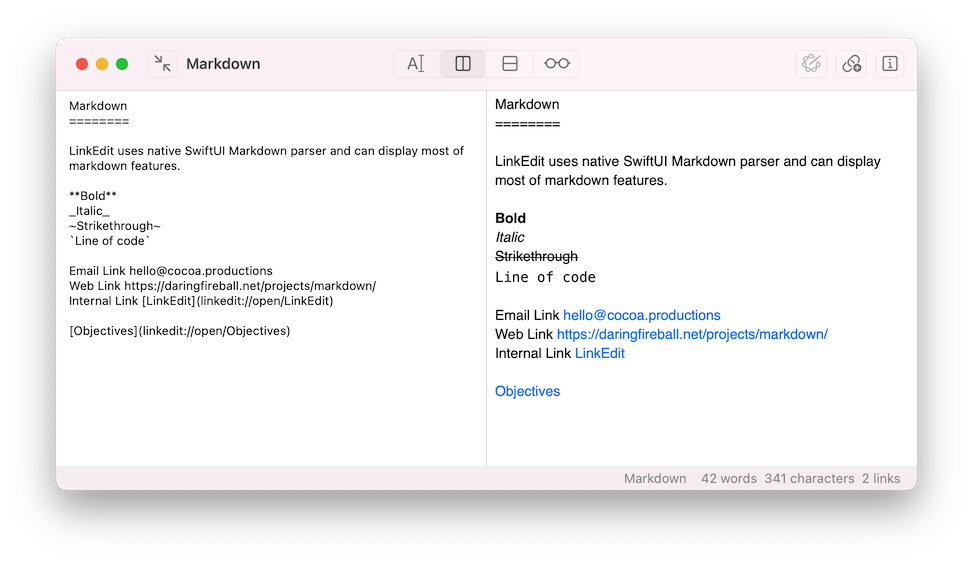 Markdown
Markdown
========
LinkEdit uses native SwiftUI Markdown parser and can display most of
markdown features.
**Bold**
_Italic_
~Strikethrough~
`Line of code`
Email Link hello@cocoa.productions
Web Link https://daringfireball.net/projects/markdown/
Internal Link [LinkEdit](linkedit://open/LinkEdit)
[Objectives](linkedit://open/Objectives)
Markdown
========
LinkEdit uses native SwiftUI Markdown parser and can display
most of markdown features.
Bold
Italic
Strikethrough
Line of code
Email Link hello@cocoa.productions
Web Link https://daringfireball.net/projects/markdown/
Internal Link LinkEdit
Objectives
Markdown 42 words 341 characters 2 links